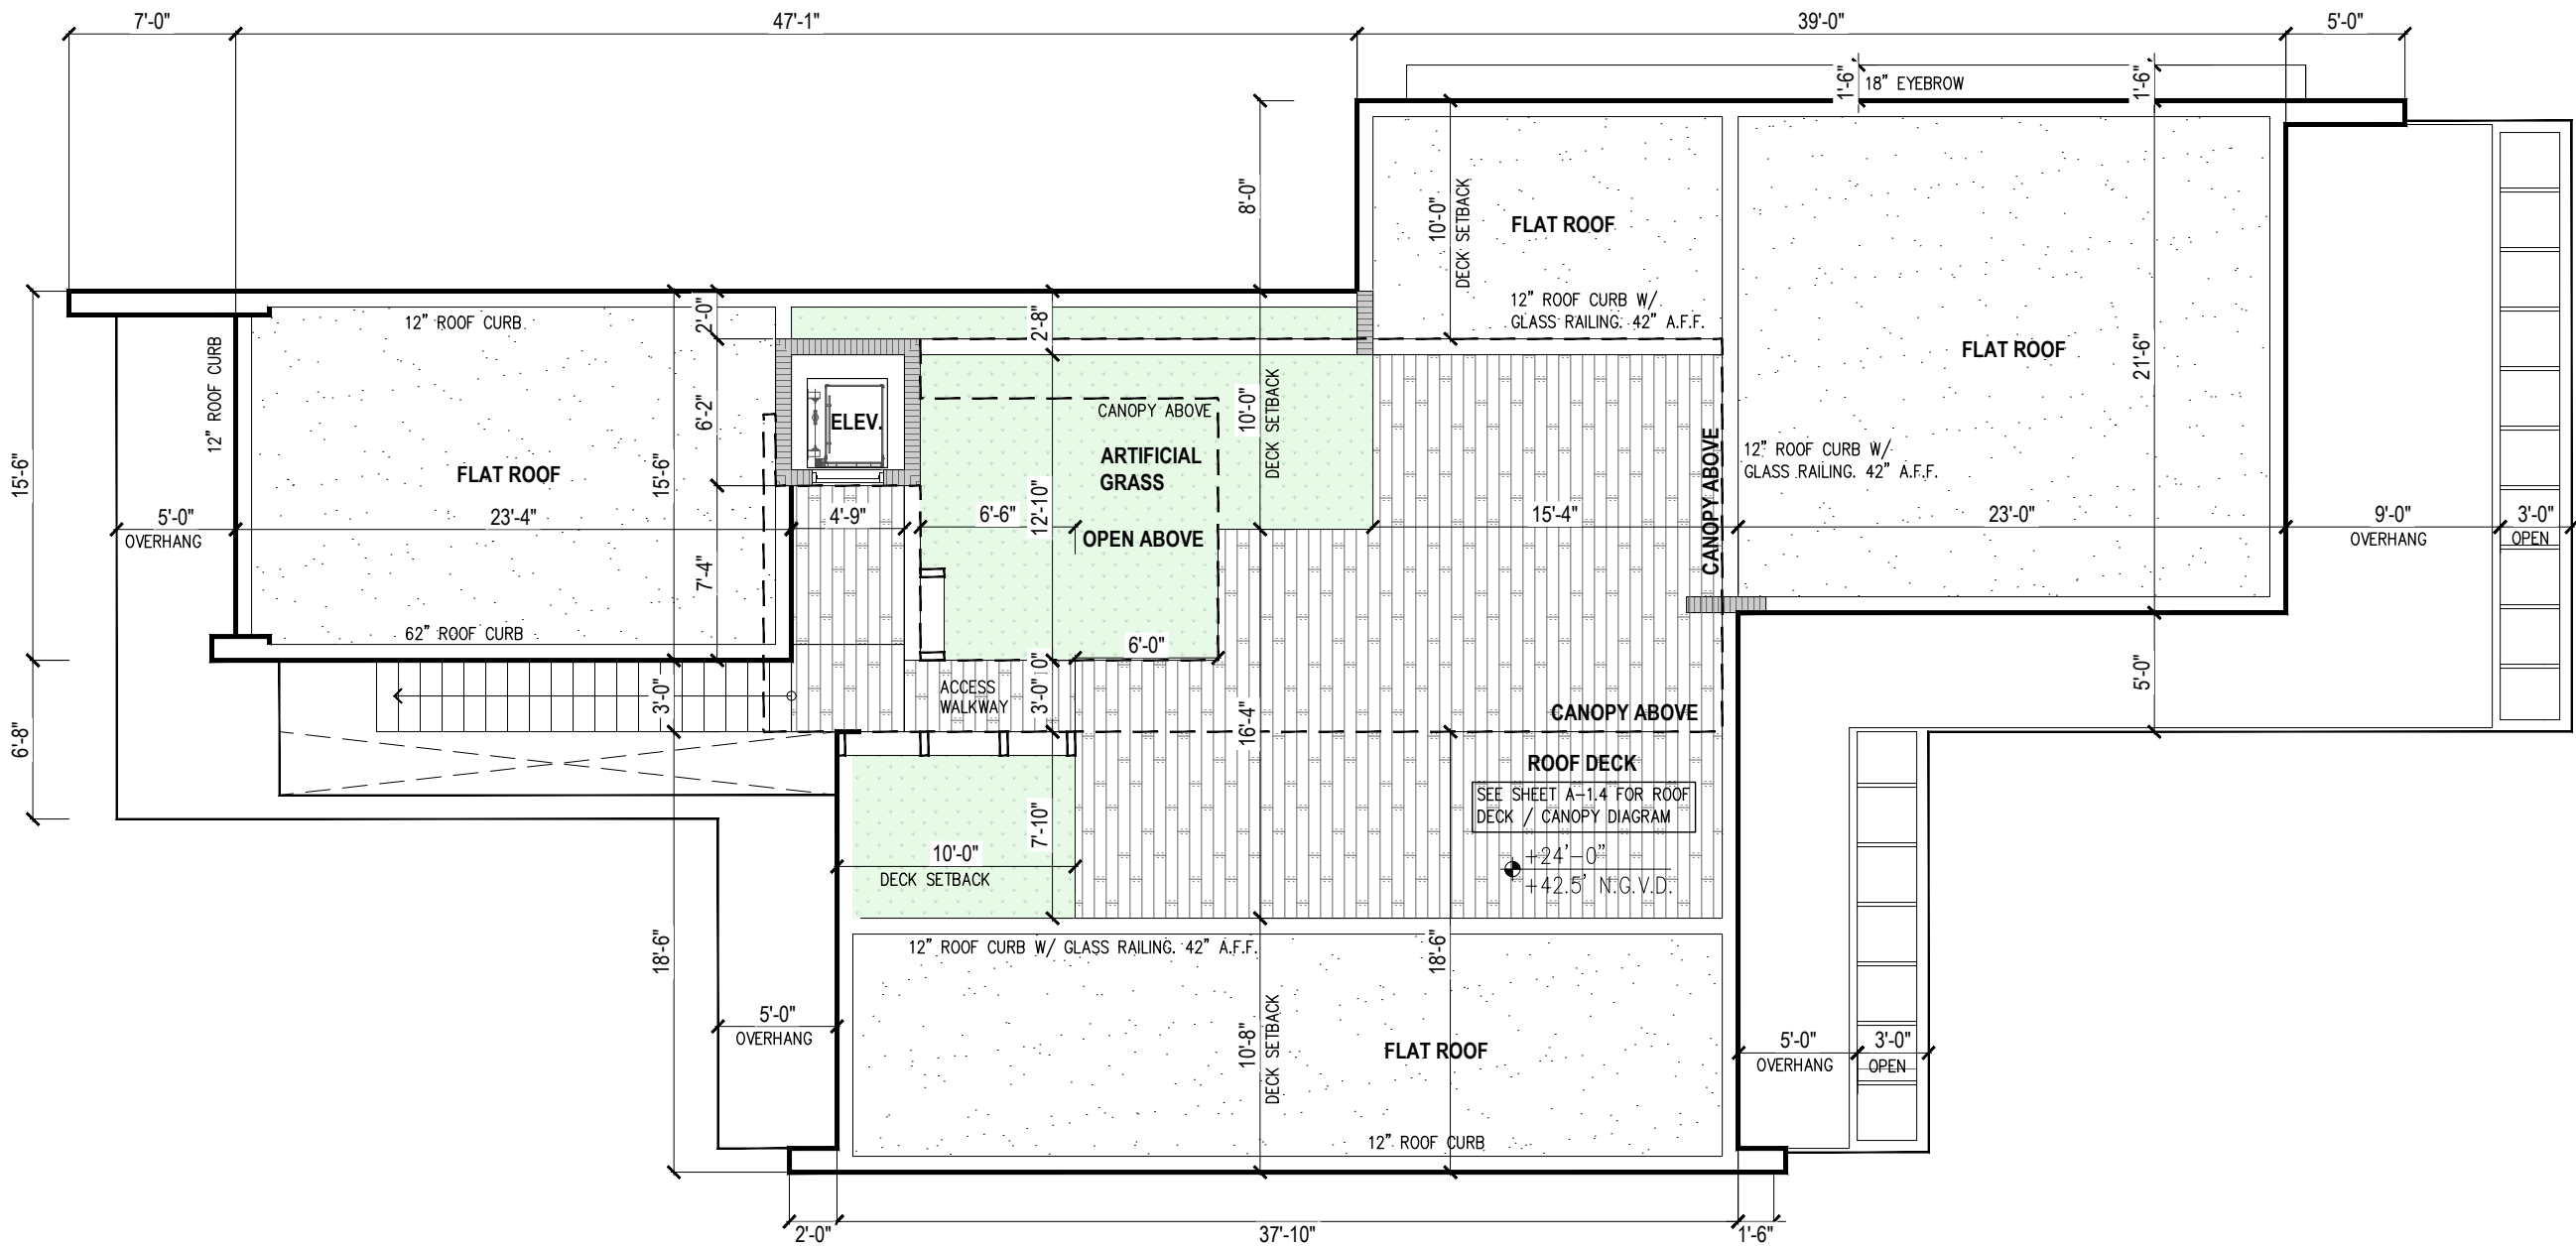 7'-0"
47'-1"
39'-0"
5'-0"
1'-6"
18" EYEBROW
1'-6"
8'-0"
10'-0"
DECK SETBACK
FLAT ROOF
12" ROOF CURB W/
GLASS RAILING. 42" A.F.F.
FLAT ROOF
21'-6"
2'-0"
2'-8"
12" ROOF CURB
12" ROOF CURB
6'-2"
ELEV.
CANOPY ABOVE
10'-0"
DECK SETBACK
ARTIFICIAL
GRASS
OPEN ABOVE
CANOPY ABOVE
12" ROOF CURB W/
GLASS RAILING. 42" A.F.F.
15'-6"
FLAT ROOF
15'-6"
5'-0"
OVERHANG
23'-4"
4'-9"
6'-6"
12'-10"
15'-4"
23'-0"
9'-0"
OVERHANG
3'-0"
OPEN
7'-4"
62" ROOF CURB
6'-0"
5'-0"
6'-8"
3'-0"
ACCESS
WALKWAY
3'-0"
16'-4"
CANOPY ABOVE
ROOF DECK
SEE SHEET A-1.4 FOR ROOF
DECK / CANOPY DIAGRAM
7'-10"
10'-0"
DECK SETBACK
+24'-0"
+42.5' N.G.V.D.
18'-6"
12" ROOF CURB W/ GLASS RAILING. 42" A.F.F.
18'-6"
5'-0"
OVERHANG
10'-8"
DECK SETBACK
FLAT ROOF
5'-0"
OVERHANG
3'-0"
OPEN
12" ROOF CURB
2'-0"
37'-10"
1'-6"